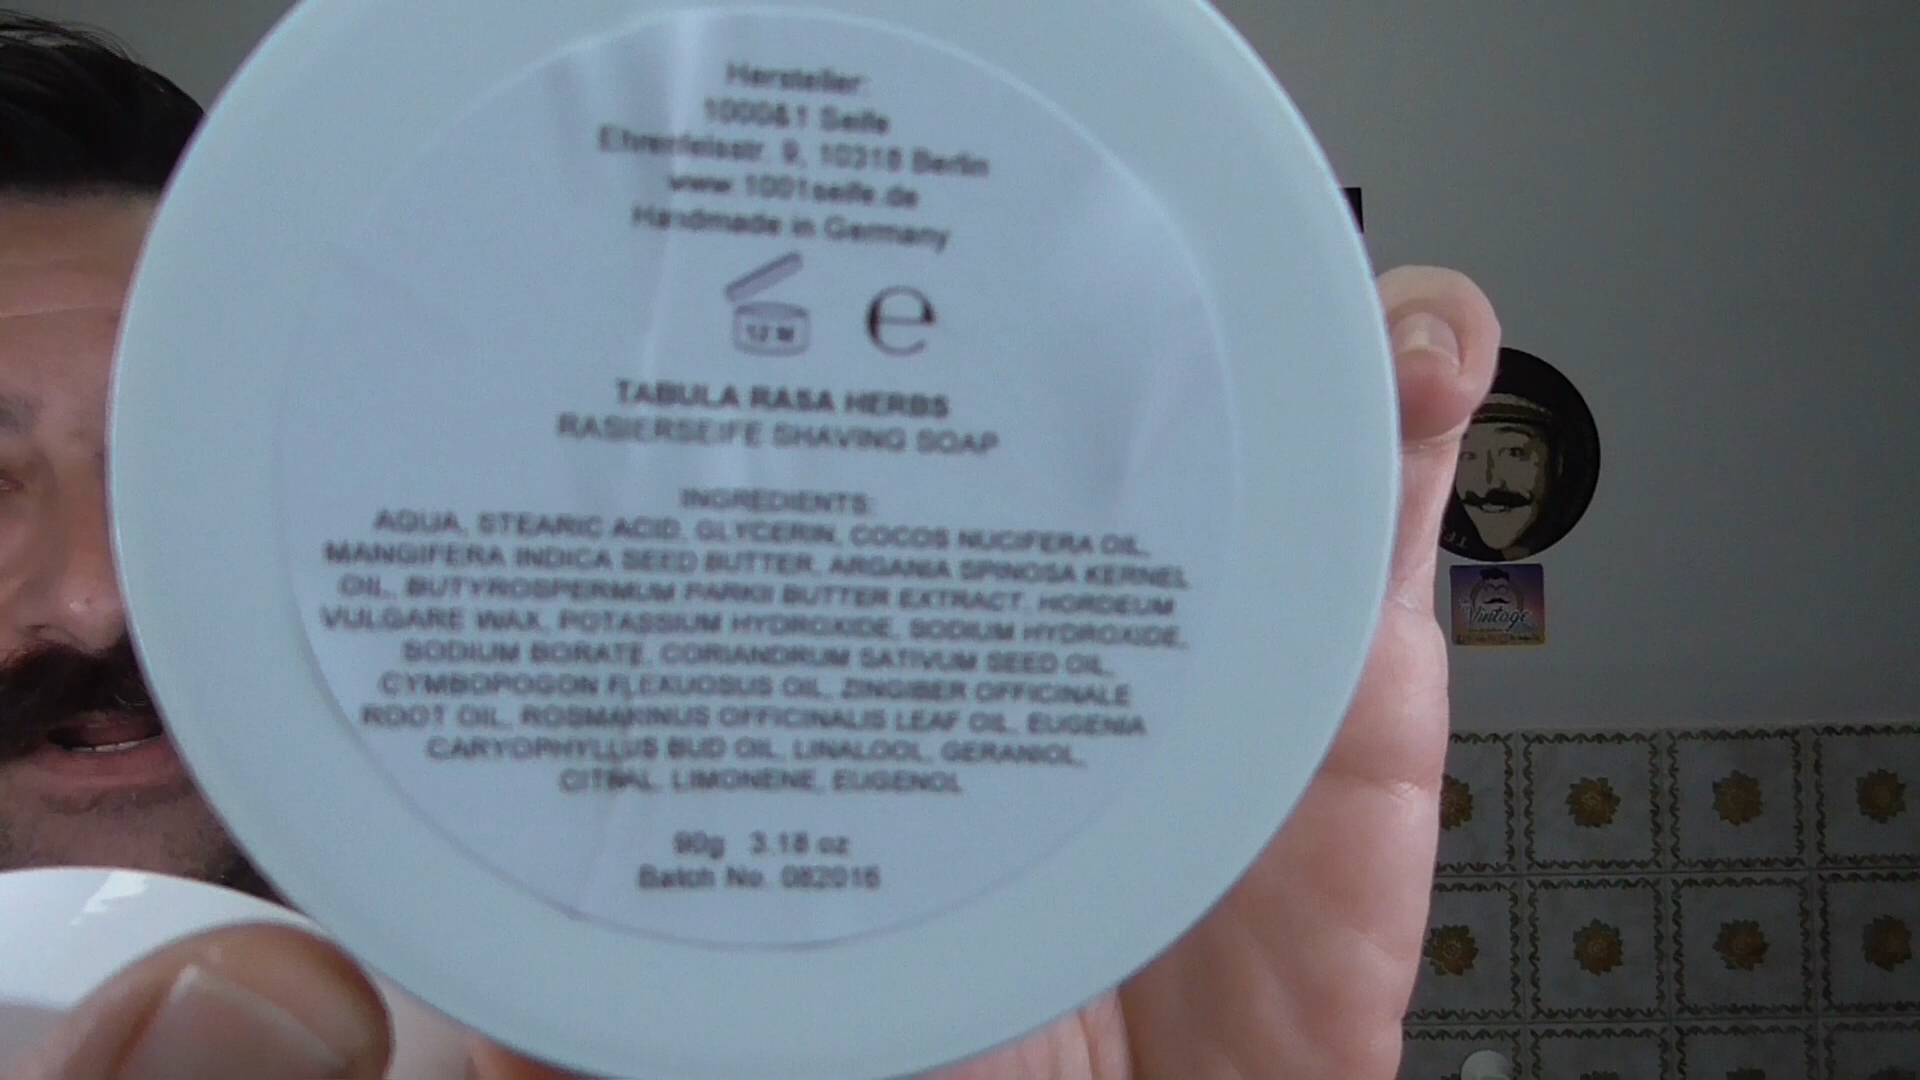 Hersteller:
1000&1 Seife
Ehrenfelsstr. 9, 10318 Berlin
www.1001seife.de
Handmade in Germany
12 M
e
TABULA RASA HERBS
RASIERSEIFE SHAVING SOAP
INGREDIENTS:
AQUA, STEARIC ACID, GLYCERIN, COCOS NUCIFERA OIL,
MANGIFERA INDICA SEED BUTTER, ARGANIA SPINOSA KERNEL
OIL, BUTYROSPERMUM PARKII BUTTER EXTRACT, HORDEUM
VULGARE WAX, POTASSIUM HYDROXIDE, SODIUM HYDROXIDE,
SODIUM BORATE, CORIANDRUM SATIVUM SEED OIL,
CYMBOPOGON FLEXUOSUS OIL, ZINGIBER OFFICINALE
ROOT OIL, ROSMARINUS OFFICINALIS LEAF OIL, EUGENIA
CARYOPHYLLUS BUD OIL, LINALOOL, GERANIOL,
CITRAL, LIMONENE, EUGENOL
90g 3.18 oz
Batch No. 082016
Vintage